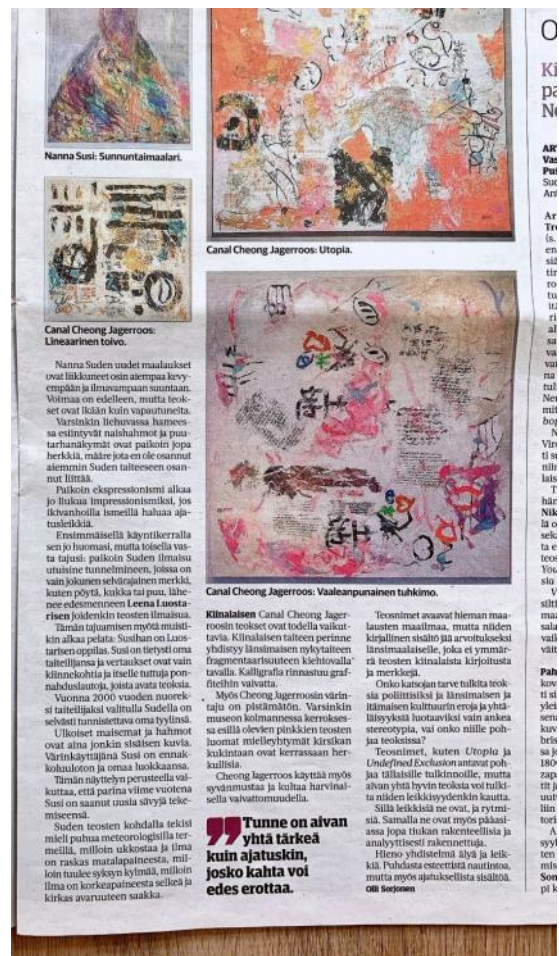 Nanna Susi: Sunnuntaimaalari.
Canal Cheong Jagerroos: Utopia.
Canal Cheong Jagerroos:
Lineaarinen toivo.
Canal Cheong Jagerroos: Vaaleanpunainen tuhkimo.
Nanna Suden uudet maalaukset
ovat liikkuneet osin aiempaa kevy-
empään ja ilmavampaan suuntaan.
Voimaa on edelleen, mutta teok-
set ovat ikään kuin vapautuneita.
Varsinkin liehuvassa hamees-
sa esiintyvät naishahmot ja puu-
tarhanäkymät ovat paikoin jopa
herkkiä, määre jota en ole osannut
aiemmin Suden taiteeseen osan-
nut liittää.
Paikoin ekspressionismi alkaa
jo liukua impressionismiksi, jos
ikivanhoilla ismeillä haluaa aja-
tusleikkiä.
Ensimmäisellä käyntikerralla
sen jo huomasi, mutta toisella vas-
ta tajusi: paikoin Suden ilmaisu
utuisine tunnelmineen, joissa on
vain jokunen selvärajainen merkki,
kuten pöytä, kukka tai puu, lähe-
nee edesmenneen Leena Luosta-
risen joidenkin teosten ilmaisua.
Tämän tajuamisen myötä muisti-
kin alkaa pelata: Susihan on Luos-
tarisen oppilas. Susi on tietysti oma
taiteilijansa ja vertaukset ovat vain
kiinnekohtia ja itselle tuttuja pon-
nahduslautoja, joista avata teoksia.
Vuonna 2000 vuoden nuorek-
si taiteilijaksi valitulla Sudella on
selvästi tunnistettava oma tyylinsä.
Ulkoiset maisemat ja hahmot
ovat aina jonkin sisäisen kuvia.
Värinkäyttäjänä Susi on ennak-
koluuloton ja omaa luokkaansa.
Tämän näyttelyn perusteella vai-
kuttaa, että parina viime vuotena
Susi on saanut uusia sävyjä teke-
miseensä.
Suden teosten kohdalla tekisi
mieli puhua meteorologisilla ter-
meillä, milloin ukkostaa ja ilma
on raskas matalapaineesta, mil-
loin tuulee syksyn kylmää, milloin
ilma on korkeapaineesta selkeä ja
kirkas avaruuteen saakka.
Kiinalaisen Canal Cheong Jager-
roosin teokset ovat todella vaikut-
tavia. Kiinalaisen taiteen perinne
yhdistyy länsimaisen nykytaiteen
fragmentaarisuuteen kiehtovalla
tavalla. Kalligrafia rinnastuu graf-
fiteihin vaivatta.
Myös Cheong Jagerroosin värin-
taju on pistämätön. Varsinkin
museon kolmannessa kerrokses-
sa esillä olevien pinkkien teosten
luomat mielleyhtymät kirsikan
kukintaan ovat kerrassaan her-
kullisia.
Cheong Jagerroos käyttää myös
syvänmustaa ja kultaa harvinai-
sella vaivattomuudella.
Tunne on aivan
yhtä tärkeä
kuin ajatuskin,
josko kahta voi
edes erottaa.
Teosnimet avaavat hieman maa-
lausten maailmaa, mutta niiden
kirjallinen sisältö jää arvoitukseksi
länsimaalaiselle, joka ei ymmär-
rä teosten kiinalaista kirjoitusta
ja merkkejä.
Onko katsojan tarve tulkita teok-
sia poliittisiksi ja länsimaisen ja
itämaisen kulttuurin eroja ja yhtä-
läisyyksiä luotaaviksi vain ankea
stereotypia, vai onko niille poh-
jaa teoksissa?
Teosnimet, kuten Utopia ja
Undefined Exclusion antavat poh-
jaa tällaisille tulkinnoille, mutta
aivan yhtä hyvin teoksia voi tulki-
ta niiden leikkisyydenkin kautta.
Sillä leikkisiä ne ovat, ja rytmi-
siä. Samalla ne ovat myös pääasi-
assa jopa tiukan rakenteellisia ja
analyyttisesti rakennettuja.
Hieno yhdistelmä älyä ja leik-
kiä. Puhdasta esteettistä nautintoa,
mutta myös ajatuksellista sisältöä.
Olli Sorjonen